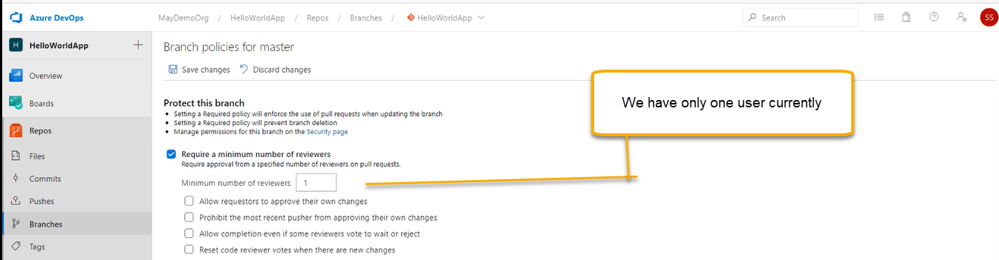 Azure DevOps
MayDemoOrg / HelloWorldApp / Repos / Branches / HelloWorldApp
Search
SS
H HelloWorldApp
Overview
Boards
Repos
Files
Commits
Pushes
Branches
Tags
Branch policies for master
Save changes Discard changes
Protect this branch
• Setting a Required policy will enforce the use of pull requests when updating the branch
• Setting a Required policy will prevent branch deletion
• Manage permissions for this branch on the Security page
Require a minimum number of reviewers
Require approval from a specified number of reviewers on pull requests.
Minimum number of reviewers 1
Allow requestors to approve their own changes
Prohibit the most recent pusher from approving their own changes
Allow completion even if some reviewers vote to wait or reject
Reset code reviewer votes when there are new changes
We have only one user currently